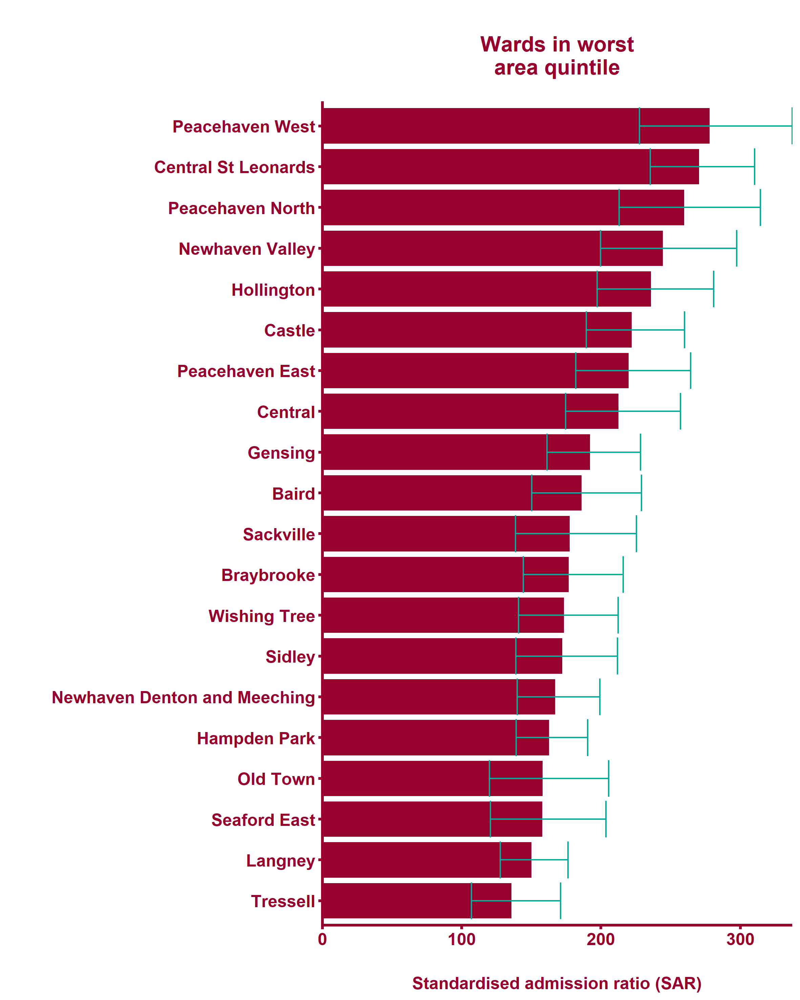 Wards in worst
area quintile
Peacehaven West
Central St Leonards
Peacehaven North
Newhaven Valley
Hollington
Castle
Peacehaven East
Central
Gensing
Baird
Sackville
Braybrooke
Wishing Tree
Sidley
Newhaven Denton and Meeching
Hampden Park
Old Town
Seaford East
Langney
Tressell
0 100 200 300
Standardised admission ratio (SAR)